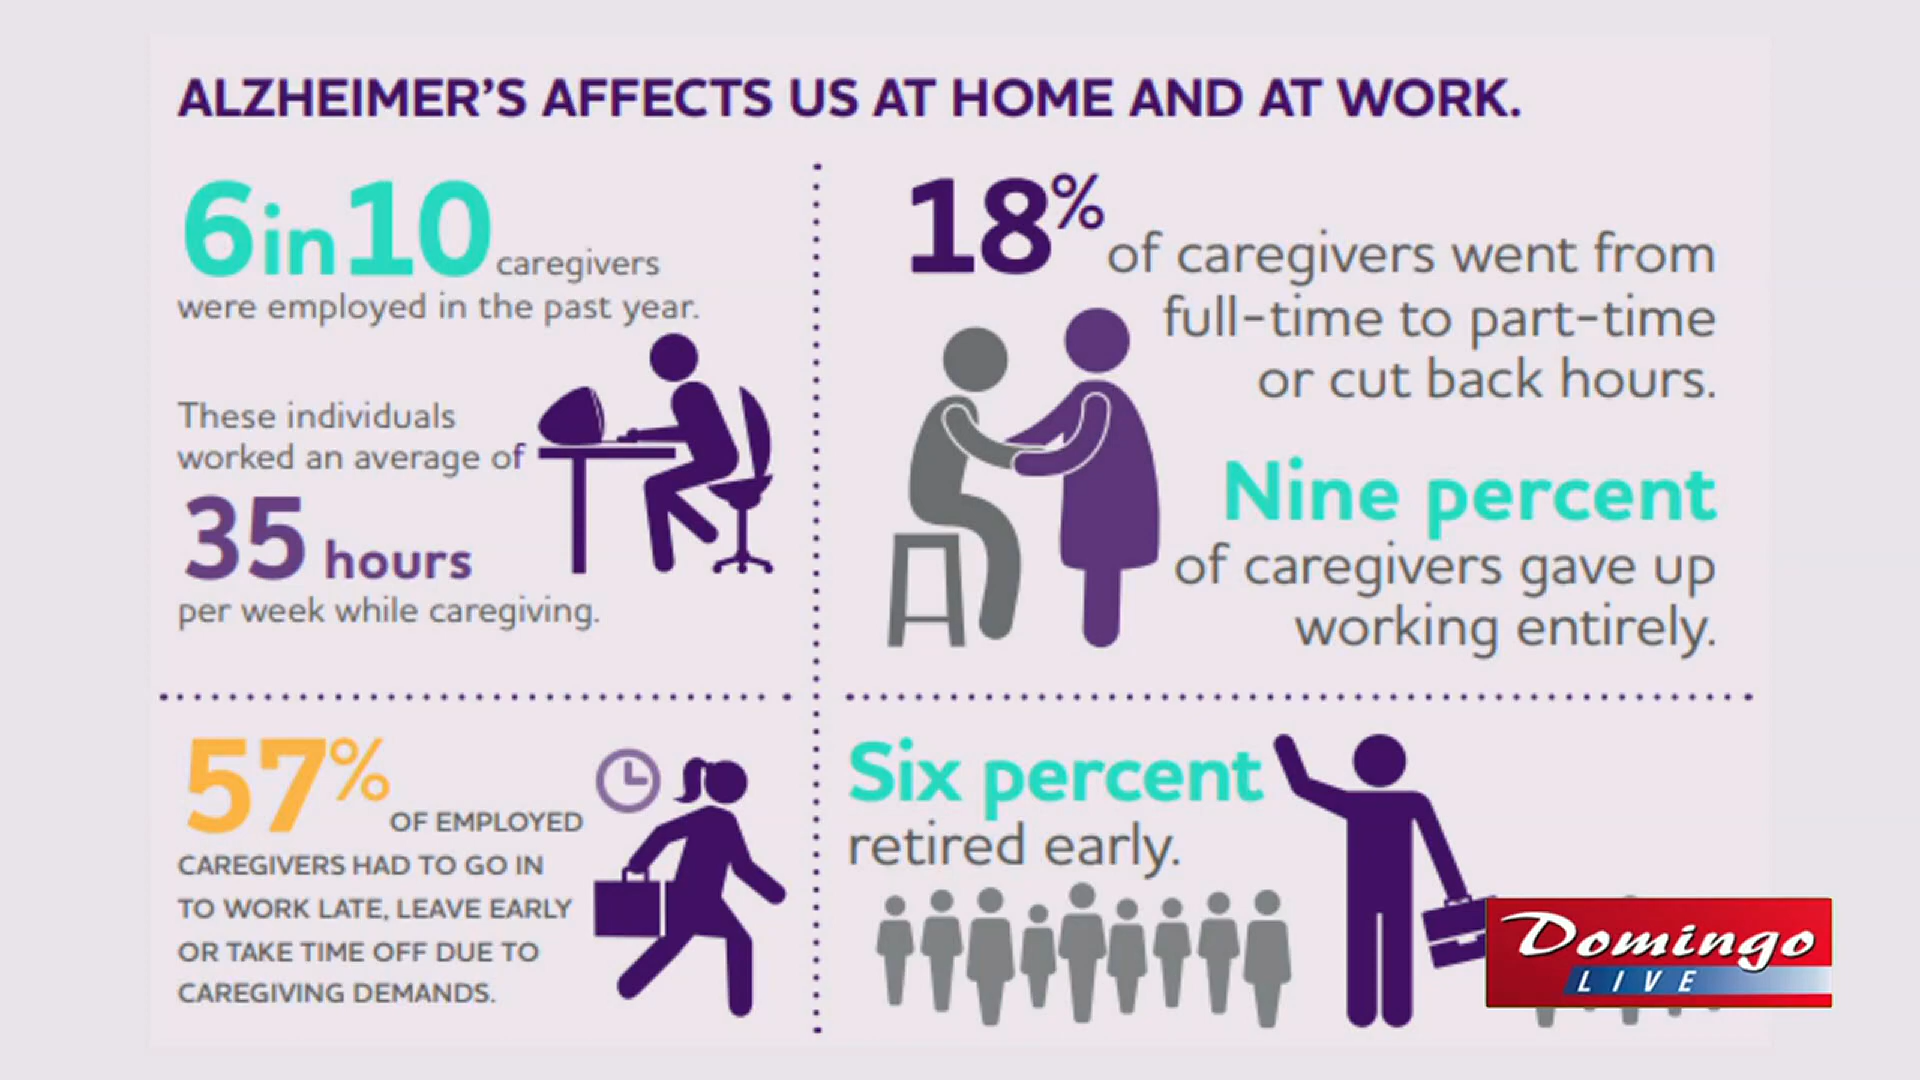 ALZHEIMER'S AFFECTS US AT HOME AND AT WORK.
6in10 caregivers
were employed in the past year.
These individuals
worked an average of
35 hours
per week while caregiving.
18% of caregivers went from
full-time to part-time
or cut back hours.
Nine percent
of caregivers gave up
working entirely.
57% OF EMPLOYED
CAREGIVERS HAD TO GO IN
TO WORK LATE, LEAVE EARLY
OR TAKE TIME OFF DUE TO
CAREGIVING DEMANDS.
Six percent
retired early.
Domingo
LIVE